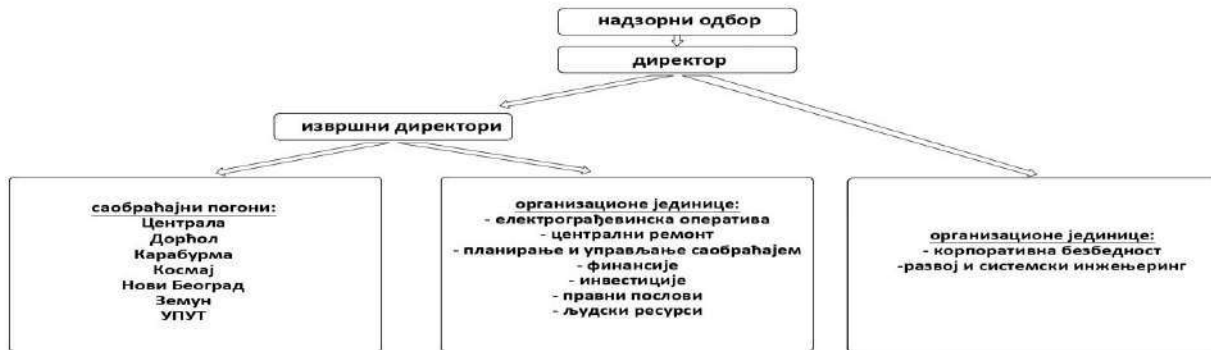 надзорни одбор
директор
извршни директори
саобраћајни погони:
Централа
Дорћол
Карабурма
Космај
Нови Београд
Земун
УПУТ
организационе јединице:
- електрограђевинска оператива
- централни ремонт
- планирање и управљање саобраћајем
- финансије
- инвестиције
- правни послови
- људски ресурси
организационе јединице:
- корпоративна безбедност
-развој и системски инжењеринг